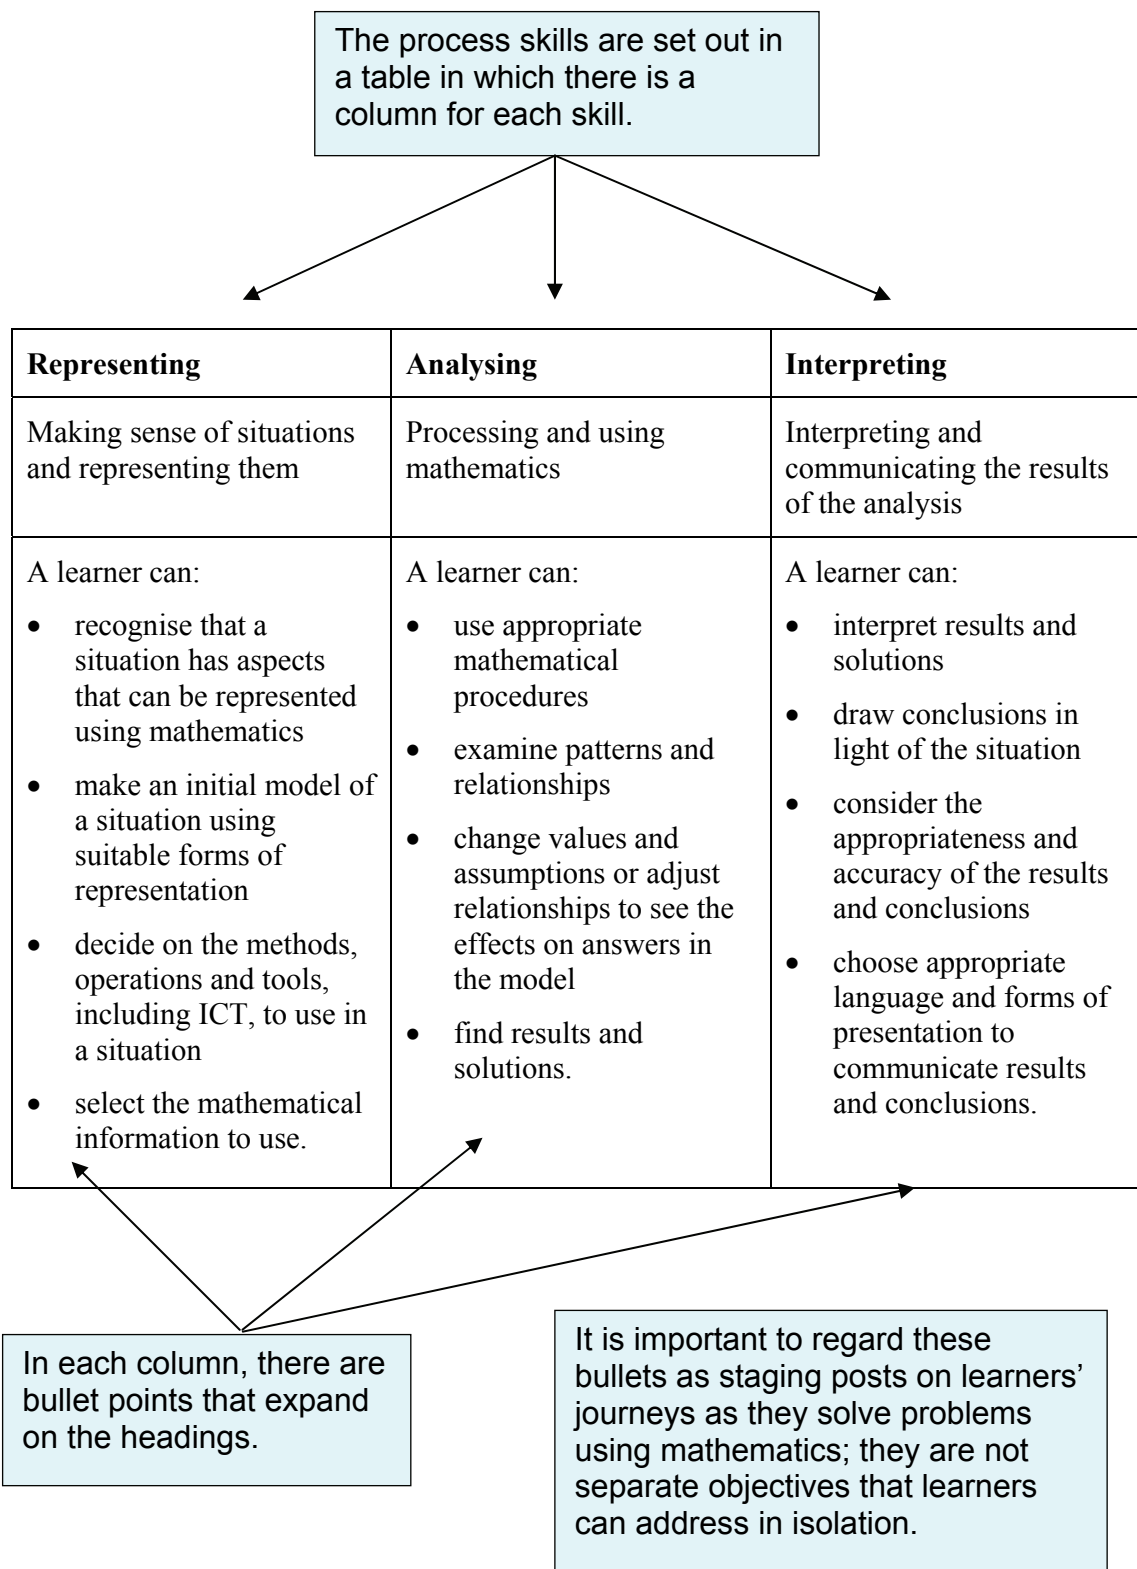 The process skills are set out in
a table in which there is a
column for each skill.
Representing
Analysing
Interpreting
Making sense of situations
and representing them
Processing and using
mathematics
Interpreting and
communicating the results
of the analysis
A learner can:
• recognise that a
situation has aspects
that can be represented
using mathematics
• make an initial model of
a situation using
suitable forms of
representation
• decide on the methods,
operations and tools,
including ICT, to use in
a situation
• select the mathematical
information to use.
A learner can:
• use appropriate
mathematical
procedures
• examine patterns and
relationships
• change values and
assumptions or adjust
relationships to see the
effects on answers in
the model
• find results and
solutions.
A learner can:
• interpret results and
solutions
• draw conclusions in
light of the situation
• consider the
appropriateness and
accuracy of the results
and conclusions
• choose appropriate
language and forms of
presentation to
communicate results
and conclusions.
In each column, there are
bullet points that expand
on the headings.
It is important to regard these
bullets as staging posts on learners’
journeys as they solve problems
using mathematics; they are not
separate objectives that learners
can address in isolation.